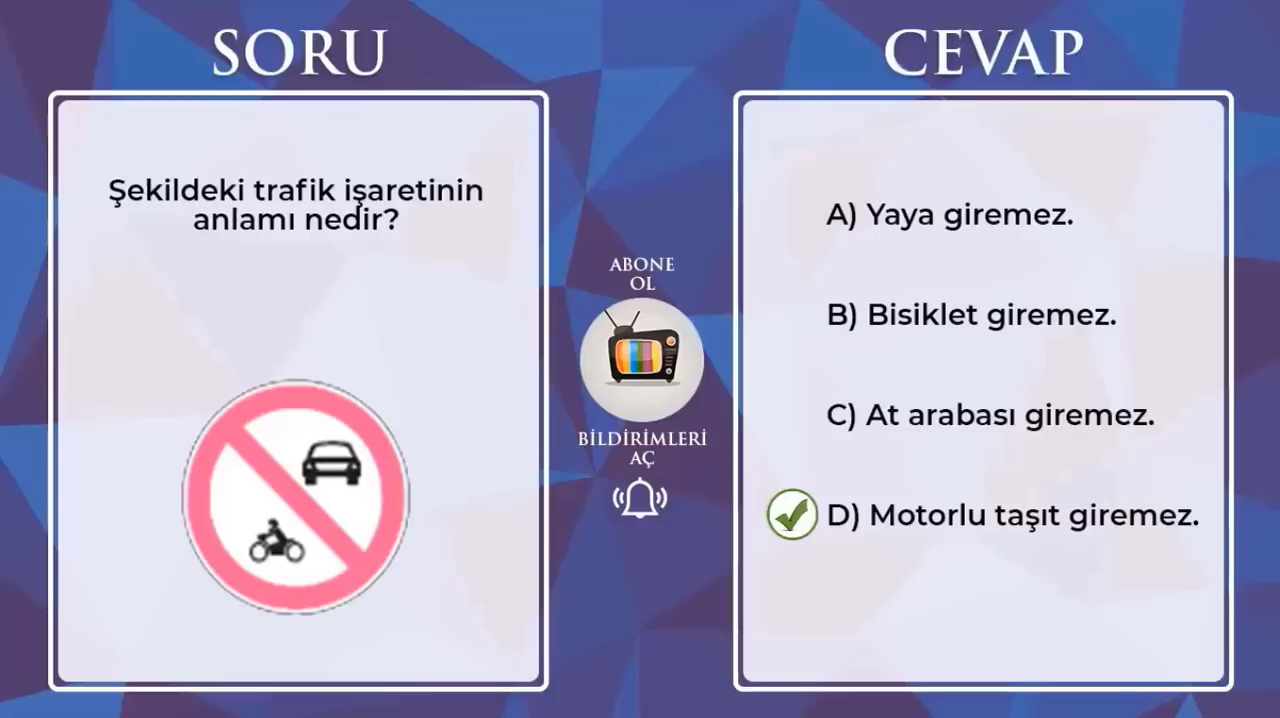 SORU
Şekildeki trafik işaretinin
anlamı nedir?
ABONE
OL
BİLDİRİMLERİ
AÇ
CEVAP
A) Yaya giremez.
B) Bisiklet giremez.
C) At arabası giremez.
D) Motorlu taşıt giremez.